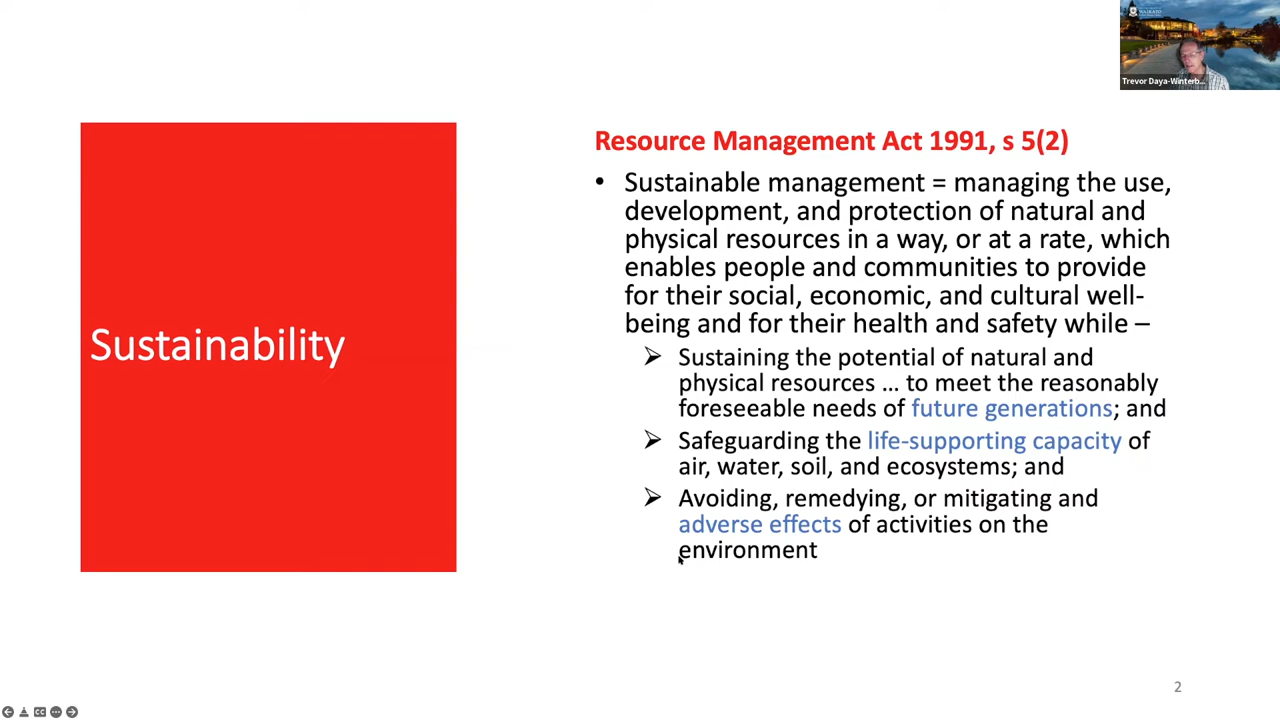 WAIKATO
Trevor Daya-Winterb...
Resource Management Act 1991, s 5(2)
• Sustainable management = managing the use,
development, and protection of natural and
physical resources in a way, or at a rate, which
enables people and communities to provide
for their social, economic, and cultural well-
being and for their health and safety while –
➢ Sustaining the potential of natural and
physical resources … to meet the reasonably
foreseeable needs of future generations; and
➢ Safeguarding the life-supporting capacity of
air, water, soil, and ecosystems; and
➢ Avoiding, remedying, or mitigating and
adverse effects of activities on the
environment
Sustainability
2
CC